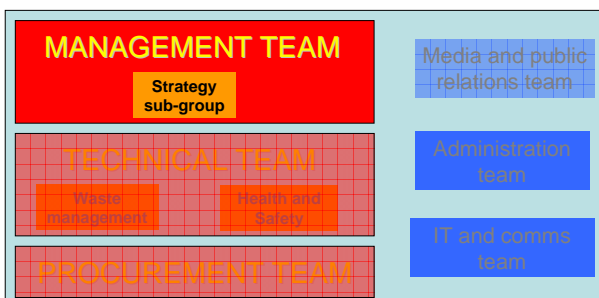 MANAGEMENT TEAM
Strategy
sub-group
TECHNICAL TEAM
Waste
management
Health and
Safety
PROCUREMENT TEAM
Media and public
relations team
Administration
team
IT and comms
team